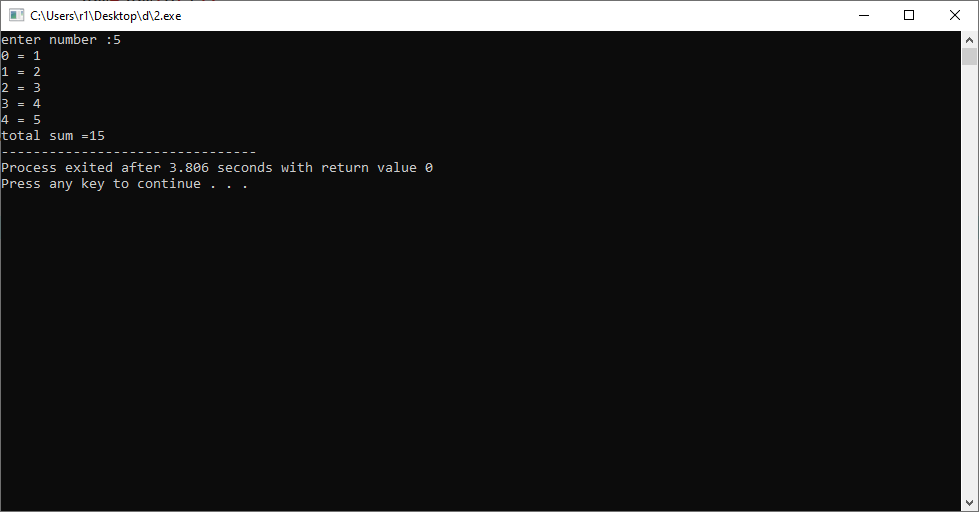 C:\Users\r1\Desktop\d\2.exe
enter number :5
0 = 1
1 = 2
2 = 3
3 = 4
4 = 5
total sum =15
--------------------------------
Process exited after 3.806 seconds with return value 0
Press any key to continue . . .